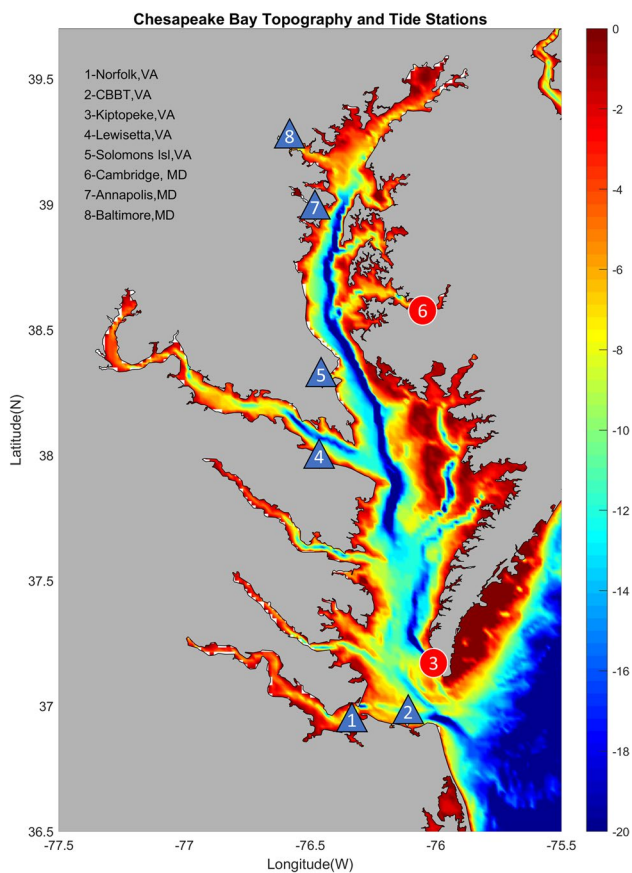 Chesapeake Bay Topography and Tide Stations
1-Norfolk,VA
2-CBBT,VA
3-Kiptopeke,VA
4-Lewisetta,VA
5-Solomons Isl,VA
6-Cambridge, MD
7-Annapolis,MD
8-Baltimore,MD
8
7
6
5
4
3
2
1
Latitude(N)
39.5
39
38.5
38
37.5
37
36.5
-77.5
-77
-76.5
-76
-75.5
Longitude(W)
0
-2
-4
-6
-8
-10
-12
-14
-16
-18
-20